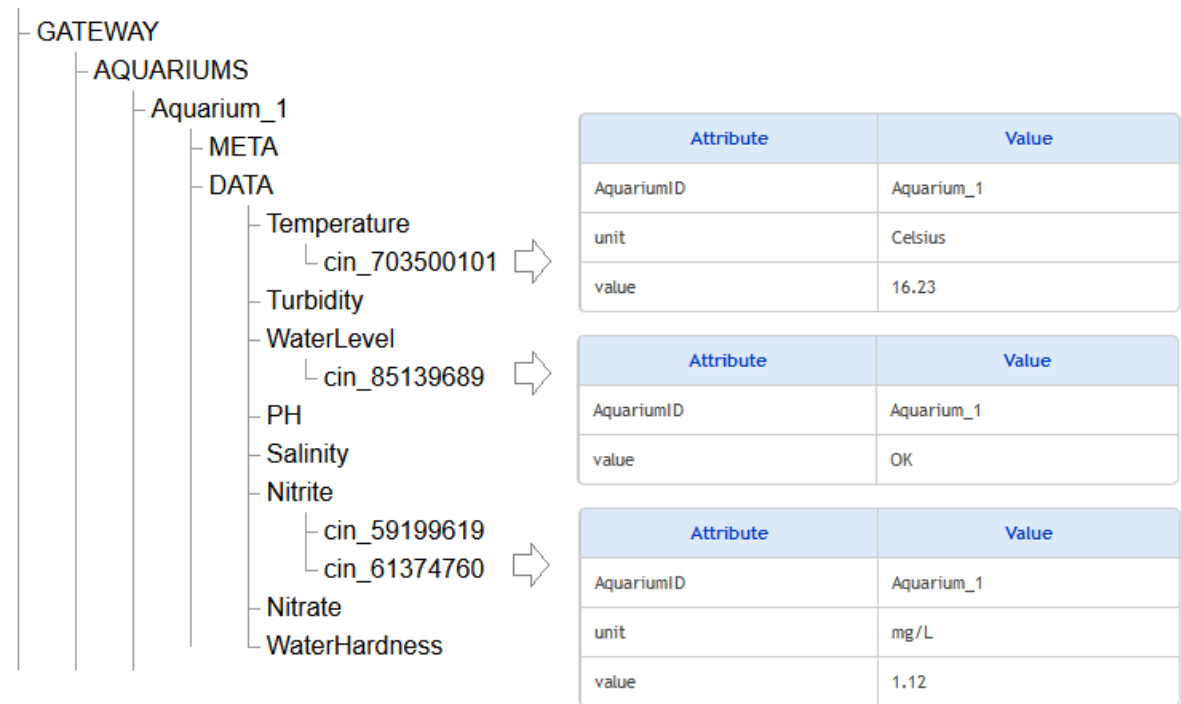 GATEWAY
AQUARIUMS
Aquarium_1
META
DATA
Temperature
cin_703500101
Turbidity
WaterLevel
cin_85139689
PH
Salinity
Nitrite
cin_59199619
cin_61374760
Nitrate
WaterHardness
Attribute Value
AquariumID Aquarium_1
unit Celsius
value 16.23
Attribute Value
AquariumID Aquarium_1
value OK
Attribute Value
AquariumID Aquarium_1
unit mg/L
value 1.12